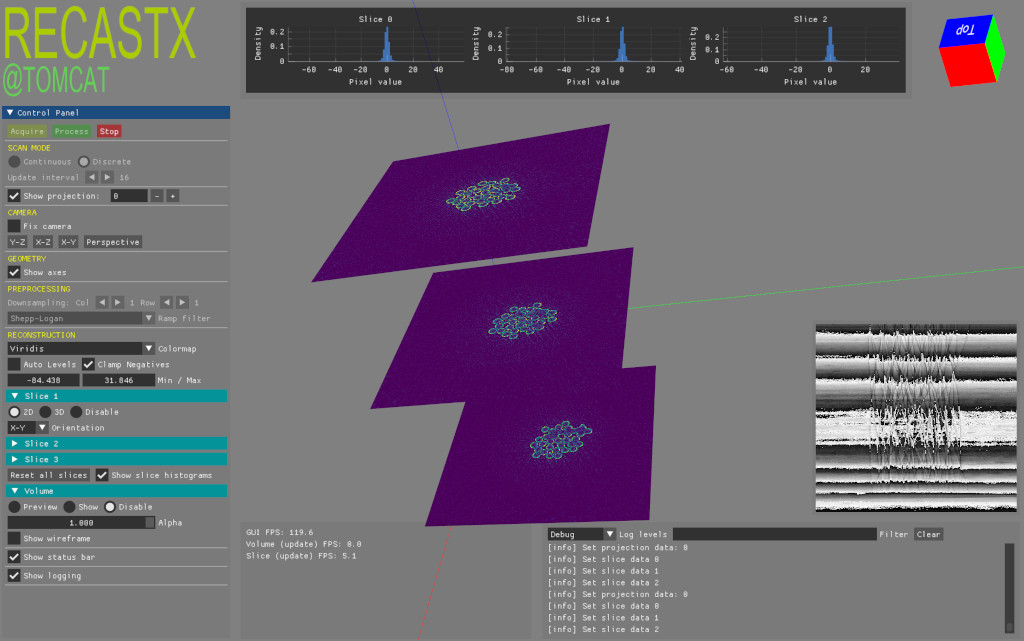 RECASTX
@TOMCAT
Slice 0
Slice 1
Slice 2
Density
0.2
0.1
0
-60
-40
-20
0
20
40
Pixel value
Density
0.2
0.1
0
-80
-60
-40
-20
0
20
40
Pixel value
Density
0.2
0.1
0
-60
-40
-20
0
20
Pixel value
Top
Control Panel
Acquire Process Stop
SCAN MODE
Continuous Discrete
Update interval 16
Show projection: 0 - +
CAMERA
Fix camera
Y-Z X-Z X-Y Perspective
GEOMETRY
Show axes
PREPROCESSING
Downsampling: Col 1 Row 1
Shepp-Logan Ramp filter
RECONSTRUCTION
Viridis Colormap
Auto Levels Clamp Negatives
-84.438 31.846 Min / Max
Slice 1
2D 3D Disable
X-Y Orientation
Slice 2
Slice 3
Reset all slices Show slice histograms
Volume
Preview Show Disable
1.000 Alpha
Show wireframe
Show status bar
Show logging
GUI FPS: 119.6
Volume (update) FPS: 0.0
Slice (update) FPS: 5.1
Debug Log levels Filter Clear
[info] Set projection data: 0
[info] Set slice data 0
[info] Set slice data 1
[info] Set slice data 2
[info] Set projection data: 0
[info] Set slice data 0
[info] Set slice data 1
[info] Set slice data 2